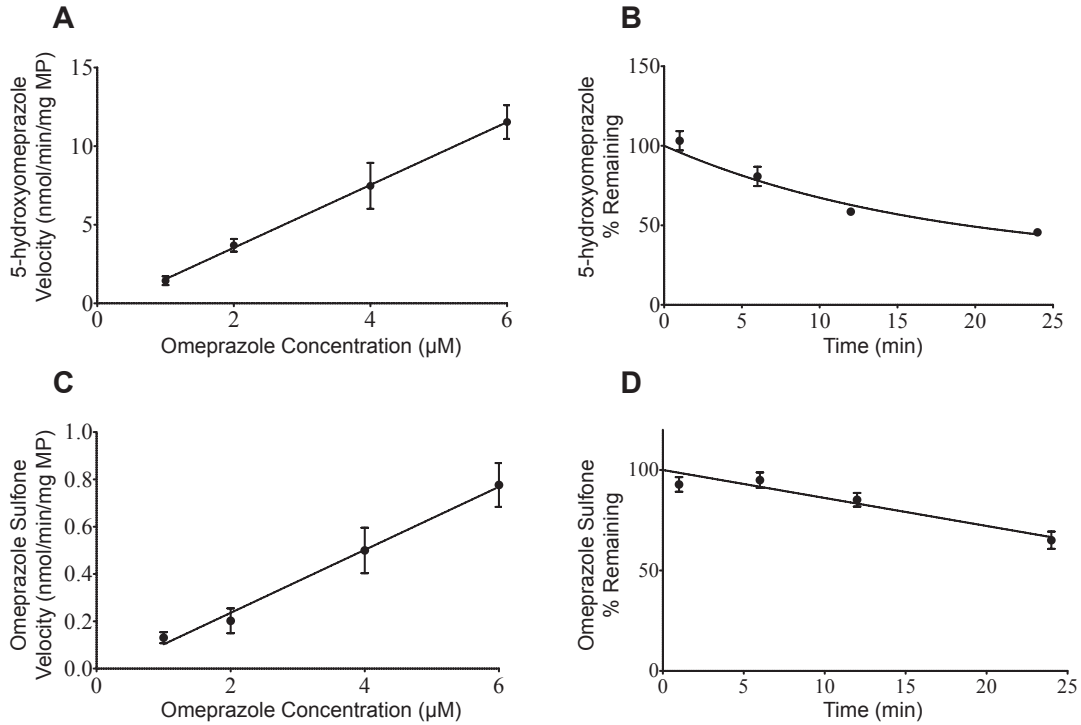 A
5-hydroxyomeprazole
Velocity (nmol/min/mg MP)
15
10
5
0
0 2 4 6
Omeprazole Concentration (µM)
B
5-hydroxyomeprazole
% Remaining
150
100
50
0
0 5 10 15 20 25
Time (min)
C
Omeprazole Sulfone
Velocity (nmol/min/mg MP)
1.0
0.8
0.6
0.4
0.2
0.0
0 2 4 6
Omeprazole Concentration (µM)
D
Omeprazole Sulfone
% Remaining
100
50
0
0 5 10 15 20 25
Time (min)